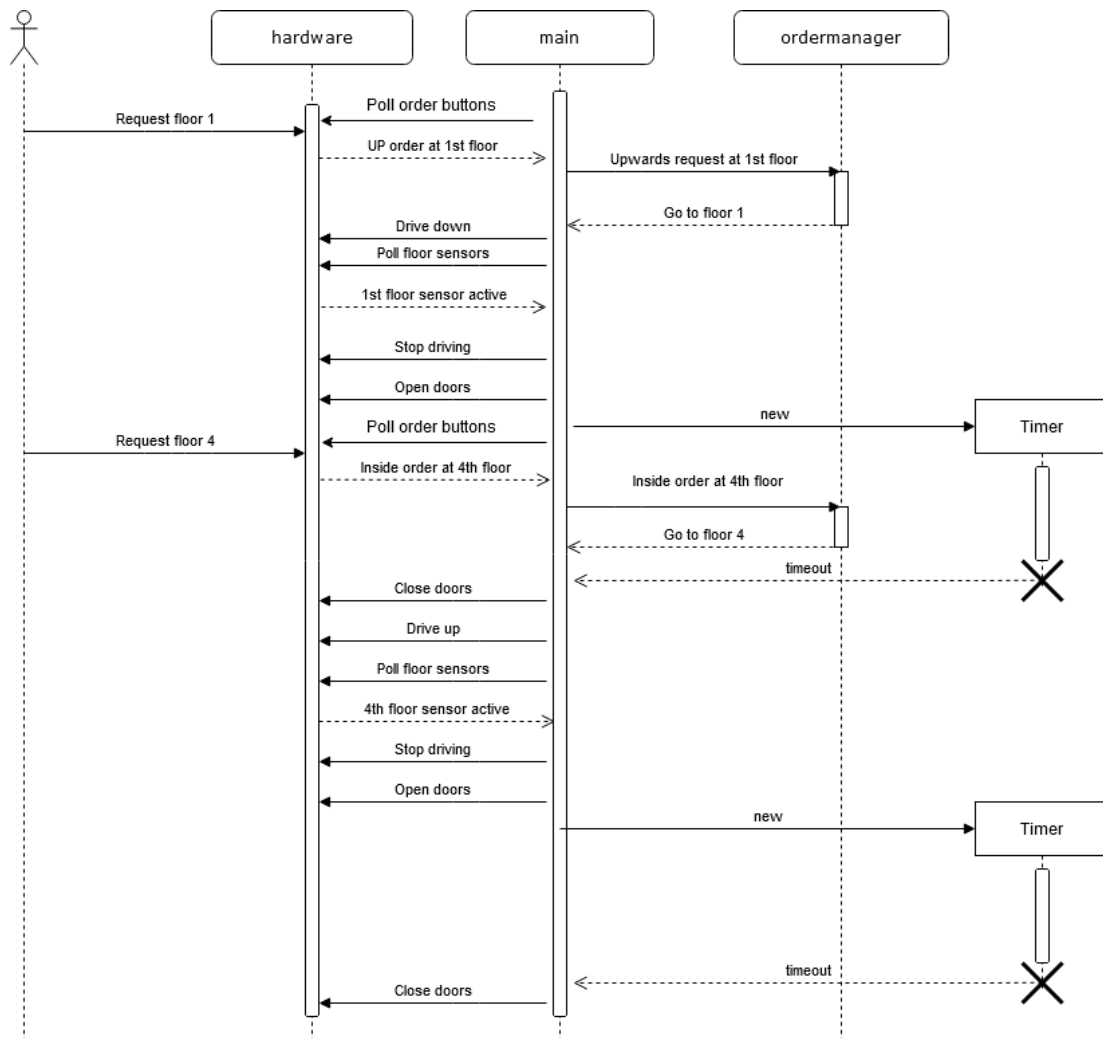 hardware
main
ordermanager
Poll order buttons
Request floor 1
UP order at 1st floor
Upwards request at 1st floor
Go to floor 1
Drive down
Poll floor sensors
1st floor sensor active
Stop driving
Open doors
new
Timer
Poll order buttons
Request floor 4
Inside order at 4th floor
Inside order at 4th floor
Go to floor 4
timeout
Close doors
Drive up
Poll floor sensors
4th floor sensor active
Stop driving
Open doors
new
Timer
timeout
Close doors